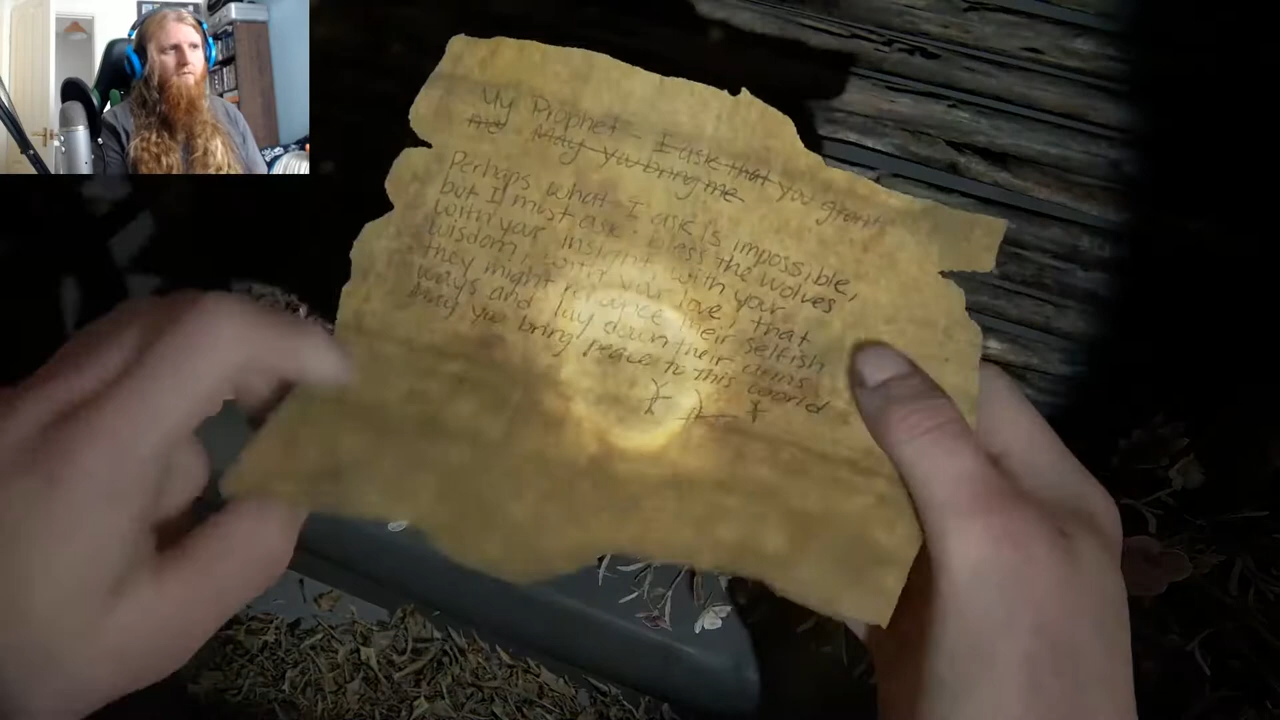 My Prophet - I ask that you grant
And May you bring me
Perhaps what I ask is impossible,
but I must ask. bless the wolves
with your insight, with your
wisdom, with your love, that
they might renounce their selfish
ways and lay down their arms
May you bring peace to this world